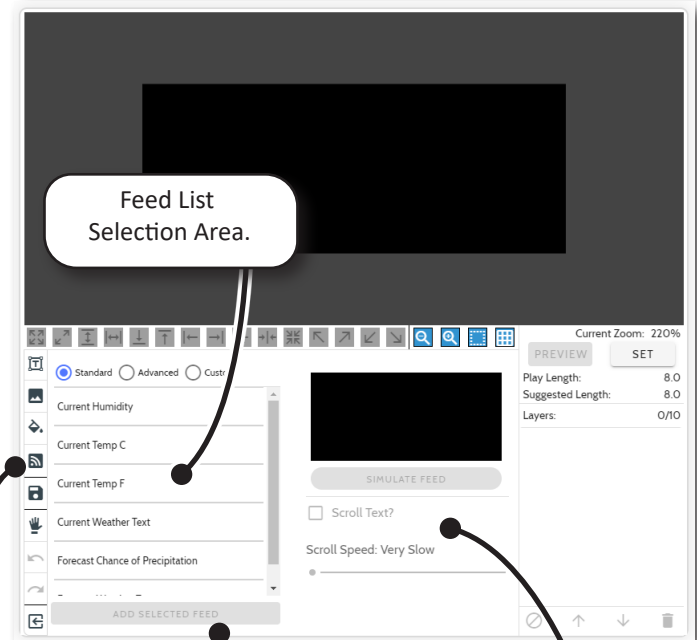 Feed List
Selection Area.
Current Zoom: 220%
PREVIEW SET
Play Length: 8.0
Suggested Length: 8.0
Layers: 0/10
Standard Advanced
Current Humidity
Current Temp C
Current Temp F
Current Weather Text
Forecast Chance of Precipitation
ADD SELECTED FEED
SIMULATE FEED
Scroll Text?
Scroll Speed: Very Slow